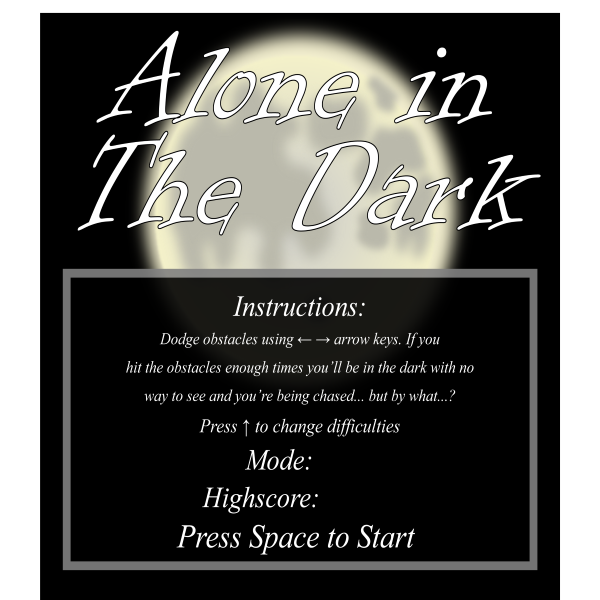 Alone in
The Dark
Instructions:
Dodge obstacles using ←→ arrow keys. If you
hit the obstacles enough times you'll be in the dark with no
way to see and you're being chased... but by what...?
Press ↑ to change difficulties
Mode:
Highscore:
Press Space to Start